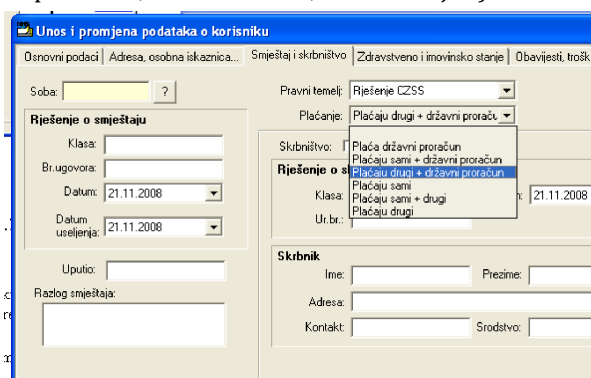 Unos i promjena podataka o korisniku
Osnovni podaci Adresa, osobna iskaznica... Smještaj i skrbništvo Zdravstveno i imovinsko stanje Obavijesti, trošk
Soba: ?
Rješenje o smještaju
Klasa:
Br.ugovora:
Datum: 21.11.2008
Datum useljenja: 21.11.2008
Uputio:
Razlog smještaja:
Pravni temelj: Rješenje CZSS
Plaćanje: Plaćaju drugi + državni proraču
Plaća državni proračun
Plaćaju sami + državni proračun
Plaćaju drugi + državni proračun
Plaćaju sami
Plaćaju sami + drugi
Plaćaju drugi
Skrbništvo:
Rješenje o s
Klasa: 21.11.2008
Ur.br.:
Skrbnik
Ime: Prezime:
Adresa:
Kontakt: Srodstvo: